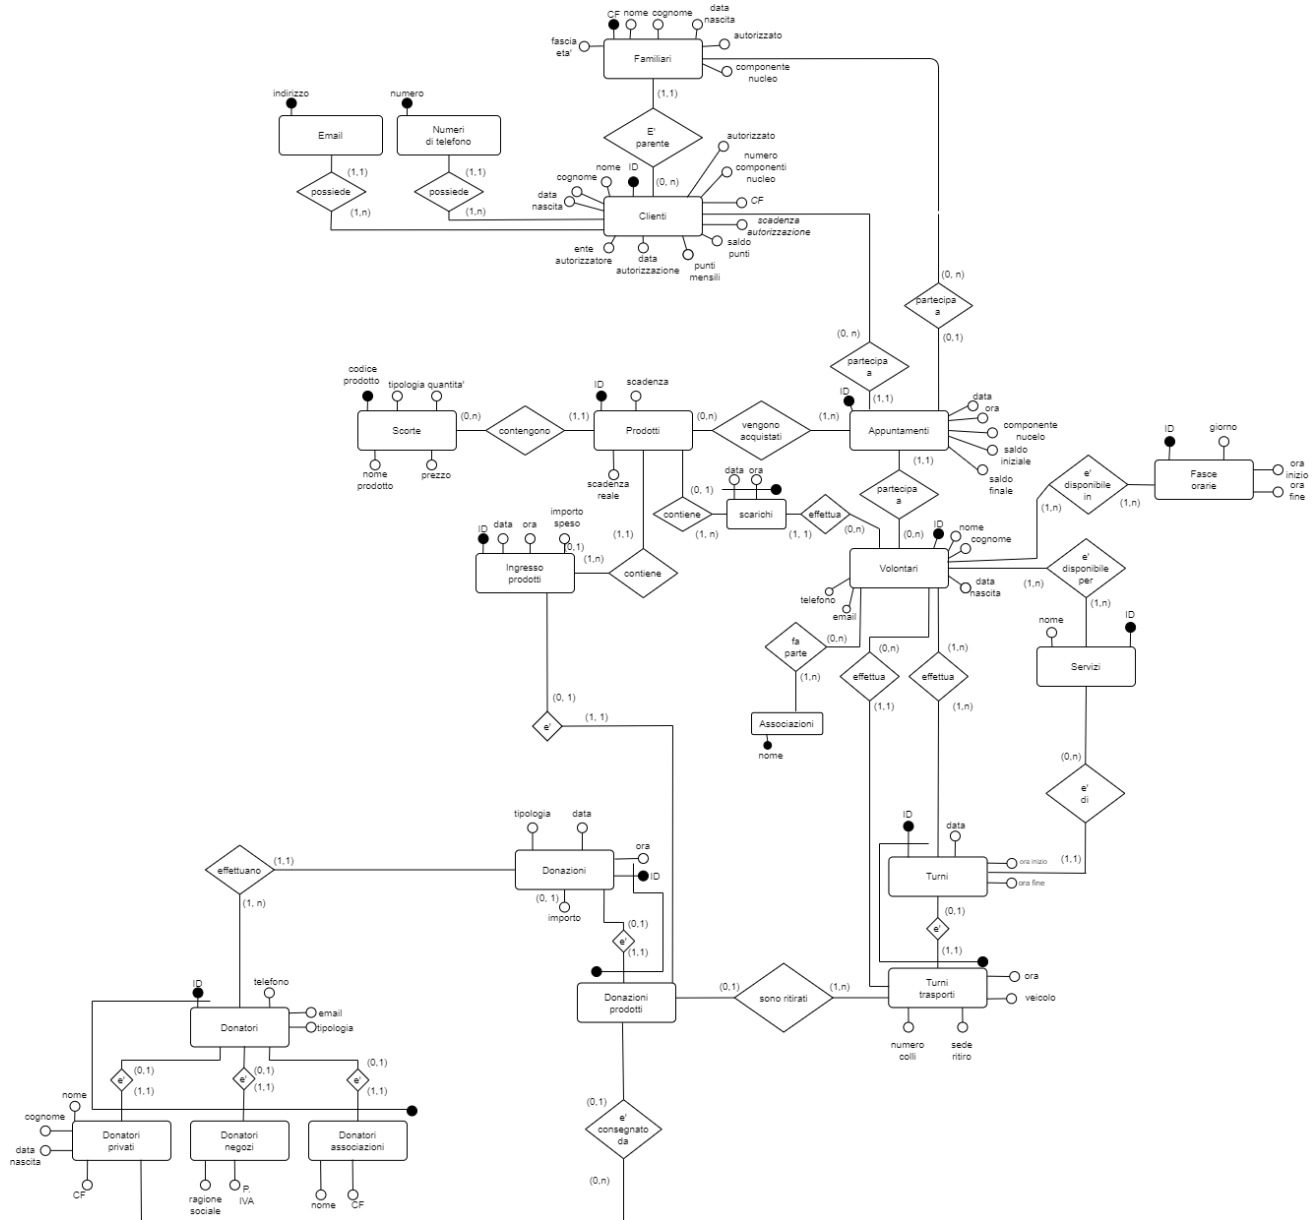 CF
nome
cognome
data
nascita
fascia
eta'
autorizzato
Familiari
componente
nucleo
(1,1)
indirizzo
numero
Email
Numeri
di telefono
E'
parente
autorizzato
(1,1)
(1,1)
possiede
possiede
(1,n)
(1,n)
nome
ID
(0, n)
cognome
data
nascita
numero
componenti
nucleo
CF
Clienti
scadenza
autorizzazione
saldo
punti
ente
autorizzatore
data
autorizzazione
punti
mensili
(0, n)
partecipa
a
(0, n)
(0,1)
partecipa
a
(1,1)
codice
prodotto
tipologia
quantita'
ID
scadenza
ID
data
ora
Scorte
(0,n)
contengono
(1,1)
Prodotti
(0,n)
vengono
acquistati
(1,n)
Appuntamenti
componente
nucelo
saldo
iniziale
saldo
finale
nome
prodotto
prezzo
scadenza
reale
(1,1)
ID
giorno
e'
disponibile
in
Fasce
orarie
ora
inizio
ora
fine
(1,n)
(1,n)
data
ora
(0, 1)
partecipa
a
contiene
scarichi
effettua
(1, n)
(1, 1)
(0,n)
(0,n)
ID
nome
cognome
ID
data
ora
importo
speso
(0,1)
(1,1)
(1,n)
Ingresso
prodotti
contiene
Volontari
e'
disponibile
per
(1,n)
(1,n)
data
nascita
telefono
email
nome
ID
fa
parte
(0,n)
(0,n)
(1,n)
(1,n)
effettua
effettua
Servizi
(0, 1)
(1,1)
(1,n)
e'
(1, 1)
Associazioni
nome
(0,n)
e'
di
tipologia
data
ID
data
effettuano
(1,1)
Donazioni
ora
ID
(0, 1)
importo
Turni
ora inizio
ora fine
(1,1)
(1, n)
(0,1)
e'
(1,1)
(0,1)
e'
(1,1)
ID
telefono
Donatori
email
tipologia
Donazioni
prodotti
(0,1)
sono ritirati
(1,n)
Turni
trasporti
ora
veicolo
numero
colli
sede
ritiro
(0,1)
e'
(1,1)
(0,1)
e'
(1,1)
(0,1)
e'
(1,1)
nome
cognome
data
nascita
Donatori
privati
Donatori
negozi
Donatori
associazioni
(0,1)
e'
consegnato
da
(0,n)
CF
ragione
sociale
P.
IVA
nome
CF